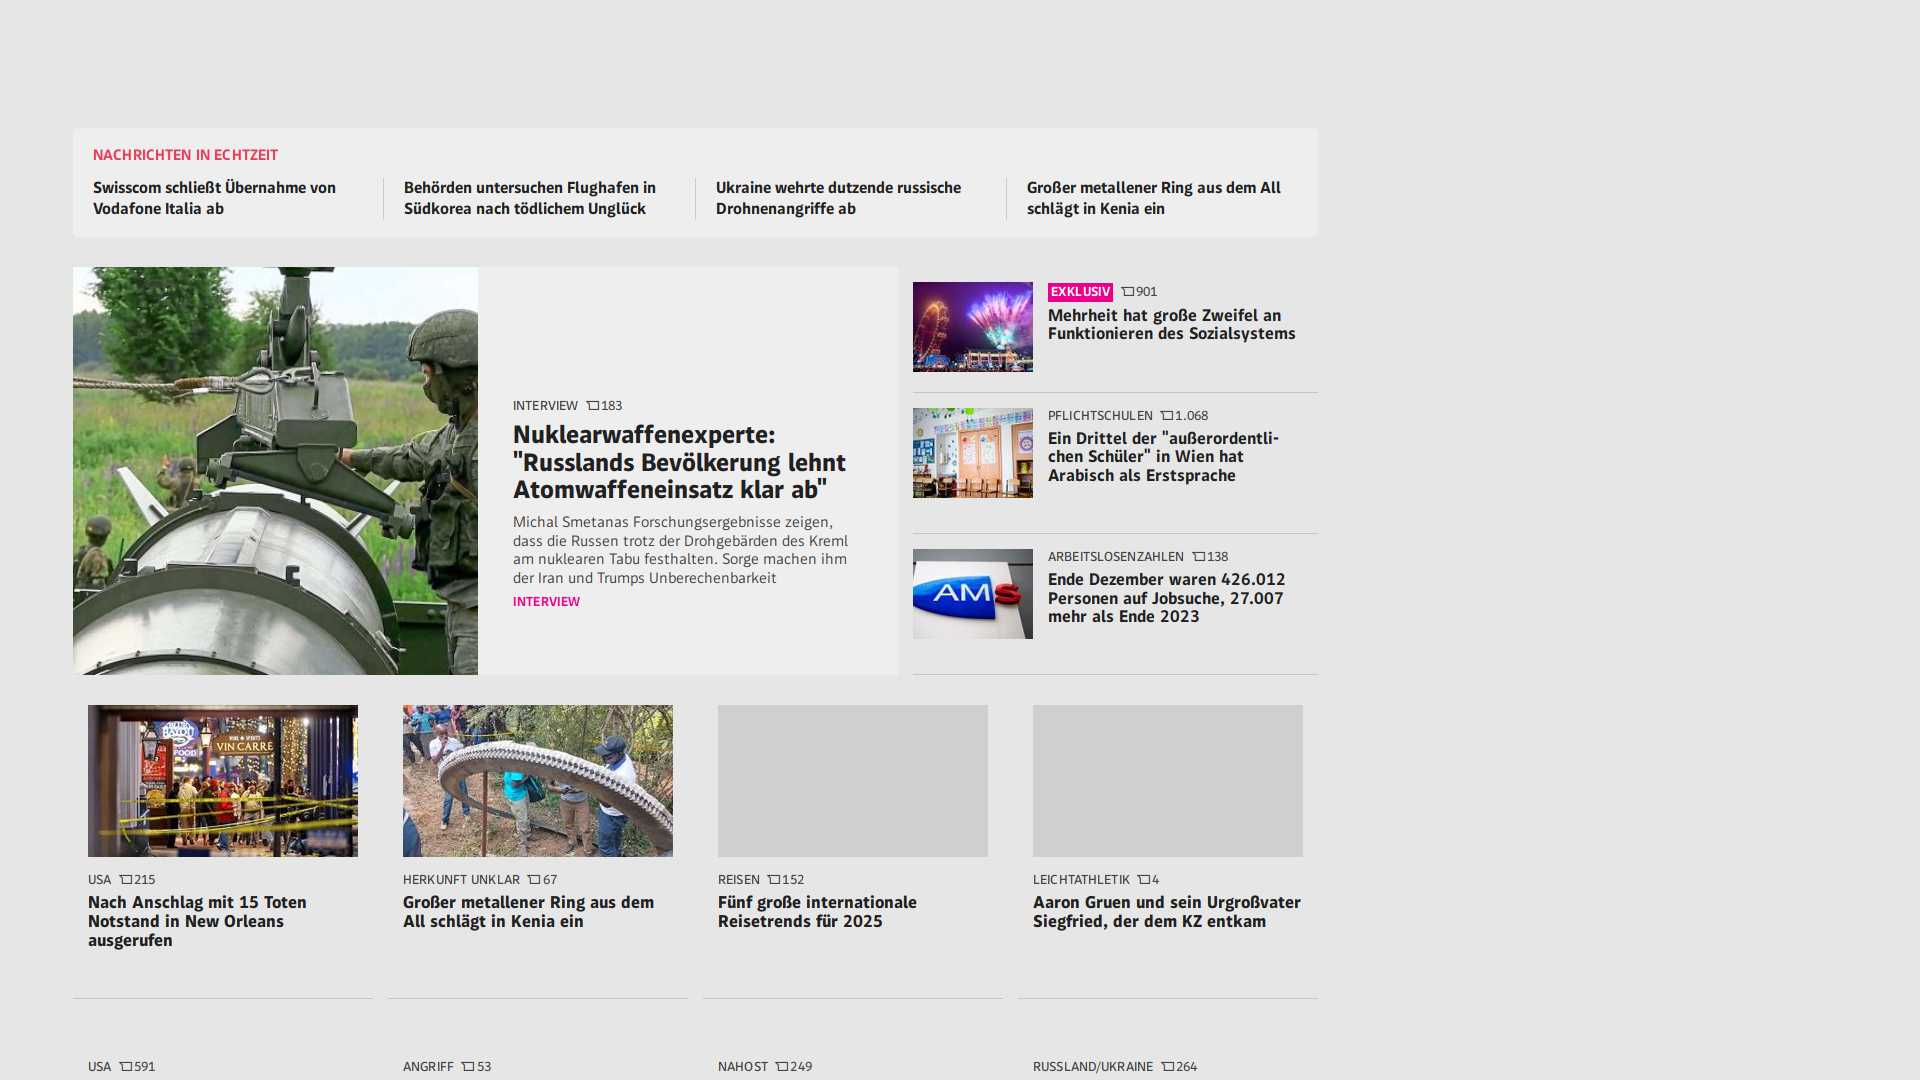 NACHRICHTEN IN ECHTZEIT
Swisscom schließt Übernahme von
Vodafone Italia ab
Behörden untersuchen Flughafen in
Südkorea nach tödlichem Unglück
Ukraine wehrte dutzende russische
Drohnenangriffe ab
Großer metallener Ring aus dem All
schlägt in Kenia ein
INTERVIEW 183
Nuklearwaffenexperte:
"Russlands Bevölkerung lehnt
Atomwaffeneinsatz klar ab"
Michal Smetanas Forschungsergebnisse zeigen,
dass die Russen trotz der Drohgebärden des Kreml
am nuklearen Tabu festhalten. Sorge machen ihm
der Iran und Trumps Unberechenbarkeit
INTERVIEW
EXKLUSIV 901
Mehrheit hat große Zweifel an
Funktionieren des Sozialsystems
PFLICHTSCHULEN 1.068
Ein Drittel der "außerordentli-
chen Schüler" in Wien hat
Arabisch als Erstsprache
AMS
ARBEITSLOSENZAHLEN 138
Ende Dezember waren 426.012
Personen auf Jobsuche, 27.007
mehr als Ende 2023
BAYOU
FOOD
VIN CARRE
USA 215
Nach Anschlag mit 15 Toten
Notstand in New Orleans
ausgerufen
HERKUNFT UNKLAR 67
Großer metallener Ring aus dem
All schlägt in Kenia ein
REISEN 152
Fünf große internationale
Reisetrends für 2025
LEICHTATHLETIK 4
Aaron Gruen und sein Urgroßvater
Siegfried, der dem KZ entkam
USA 591
ANGRIFF 53
NAHOST 249
RUSSLAND/UKRAINE 264